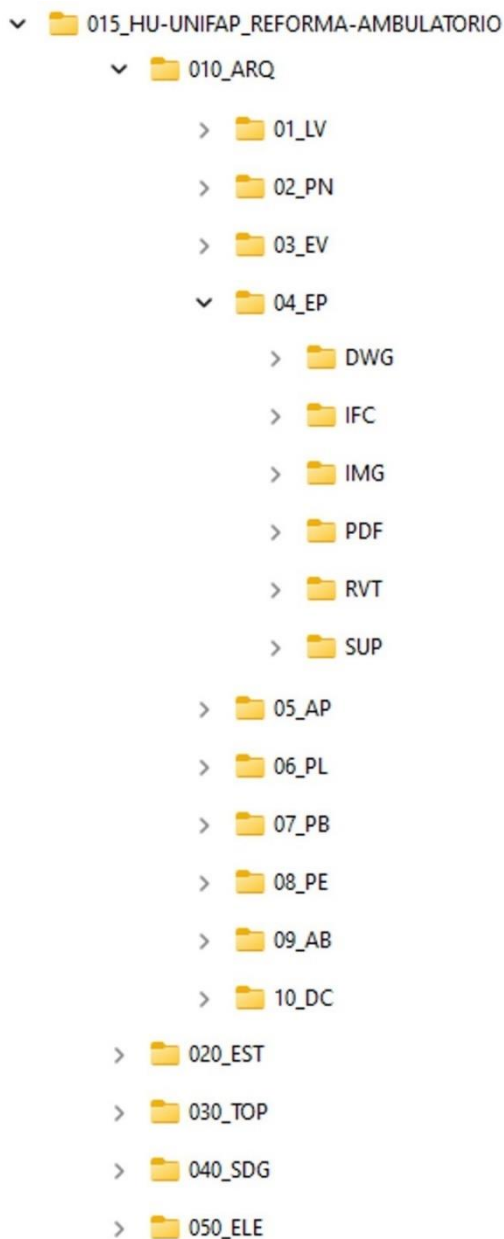 015_HU-UNIFAP_REFORMA-AMBULATORIO
010_ARQ
01_LV
02_PN
03_EV
04_EP
DWG
IFC
IMG
PDF
RVT
SUP
05_AP
06_PL
07_PB
08_PE
09_AB
10_DC
020_EST
030_TOP
040_SDG
050_ELE